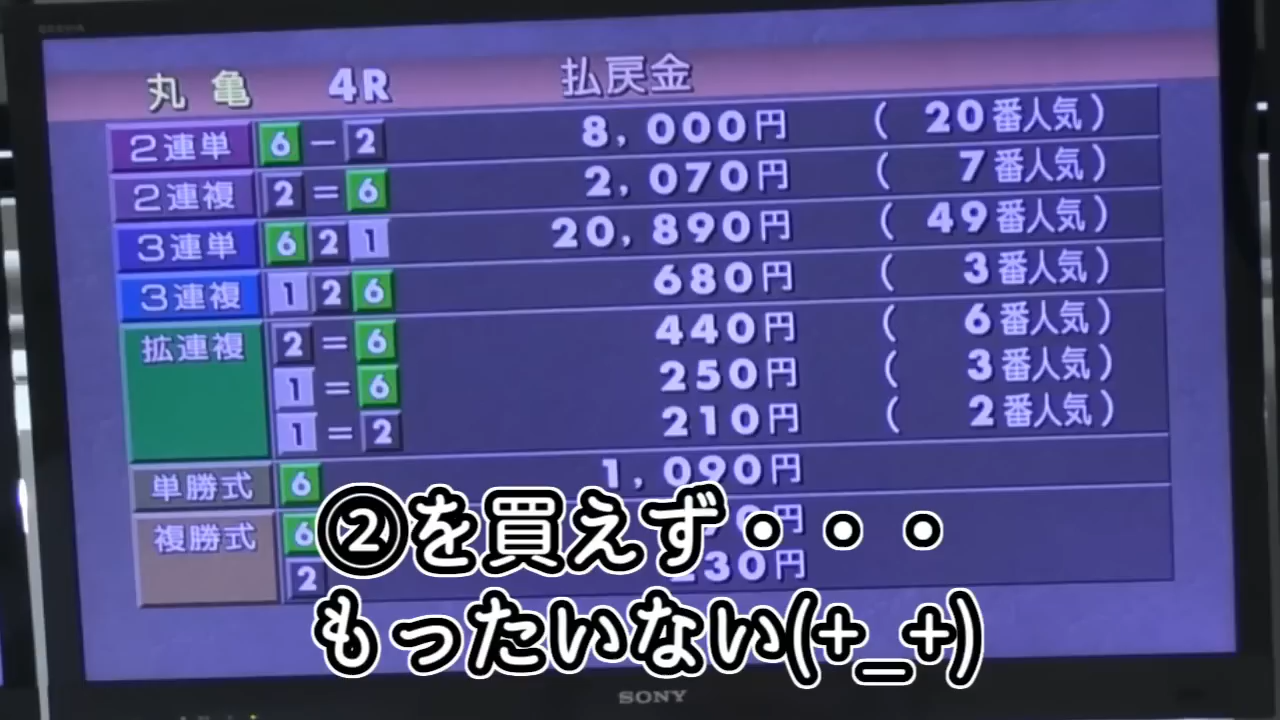 丸亀 4R 払戻金
2連単 6-2 8,000円 (20番人気)
2連複 2=6 2,070円 (7番人気)
3連単 6 2 1 20,890円 (49番人気)
3連複 1 2 6 680円 (3番人気)
拡連複 2=6 440円 (6番人気)
1=6 250円 (3番人気)
1=2 210円 (2番人気)
単勝式 6 1,090円
複勝式 6 円
2 230円
②を買えず・・・
もったいない(+_+)
SONY